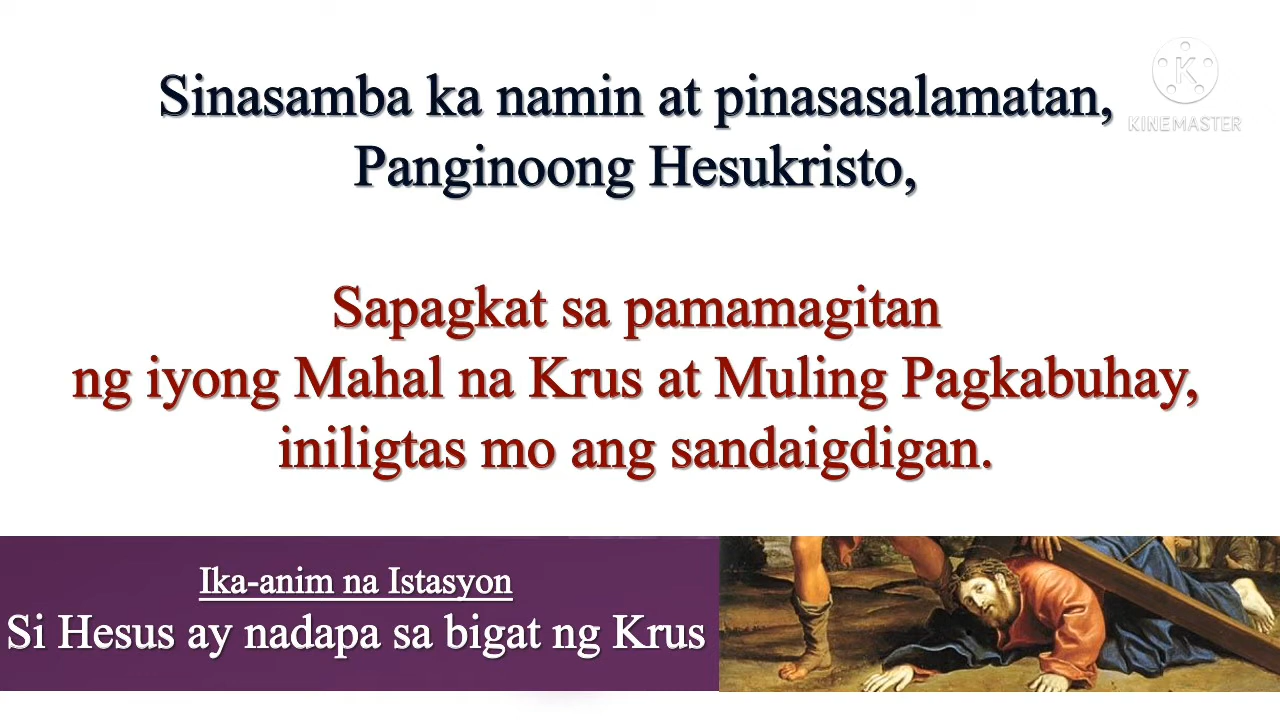 Sinasamba ka namin at pinasasalamatan,
Panginoong Hesukristo,
Sapagkat sa pamamagitan
ng iyong Mahal na Krus at Muling Pagkabuhay,
iniligtas mo ang sandaigdigan.
Ika-anim na Istasyon
Si Hesus ay nadapa sa bigat ng Krus
K
KINEMASTER